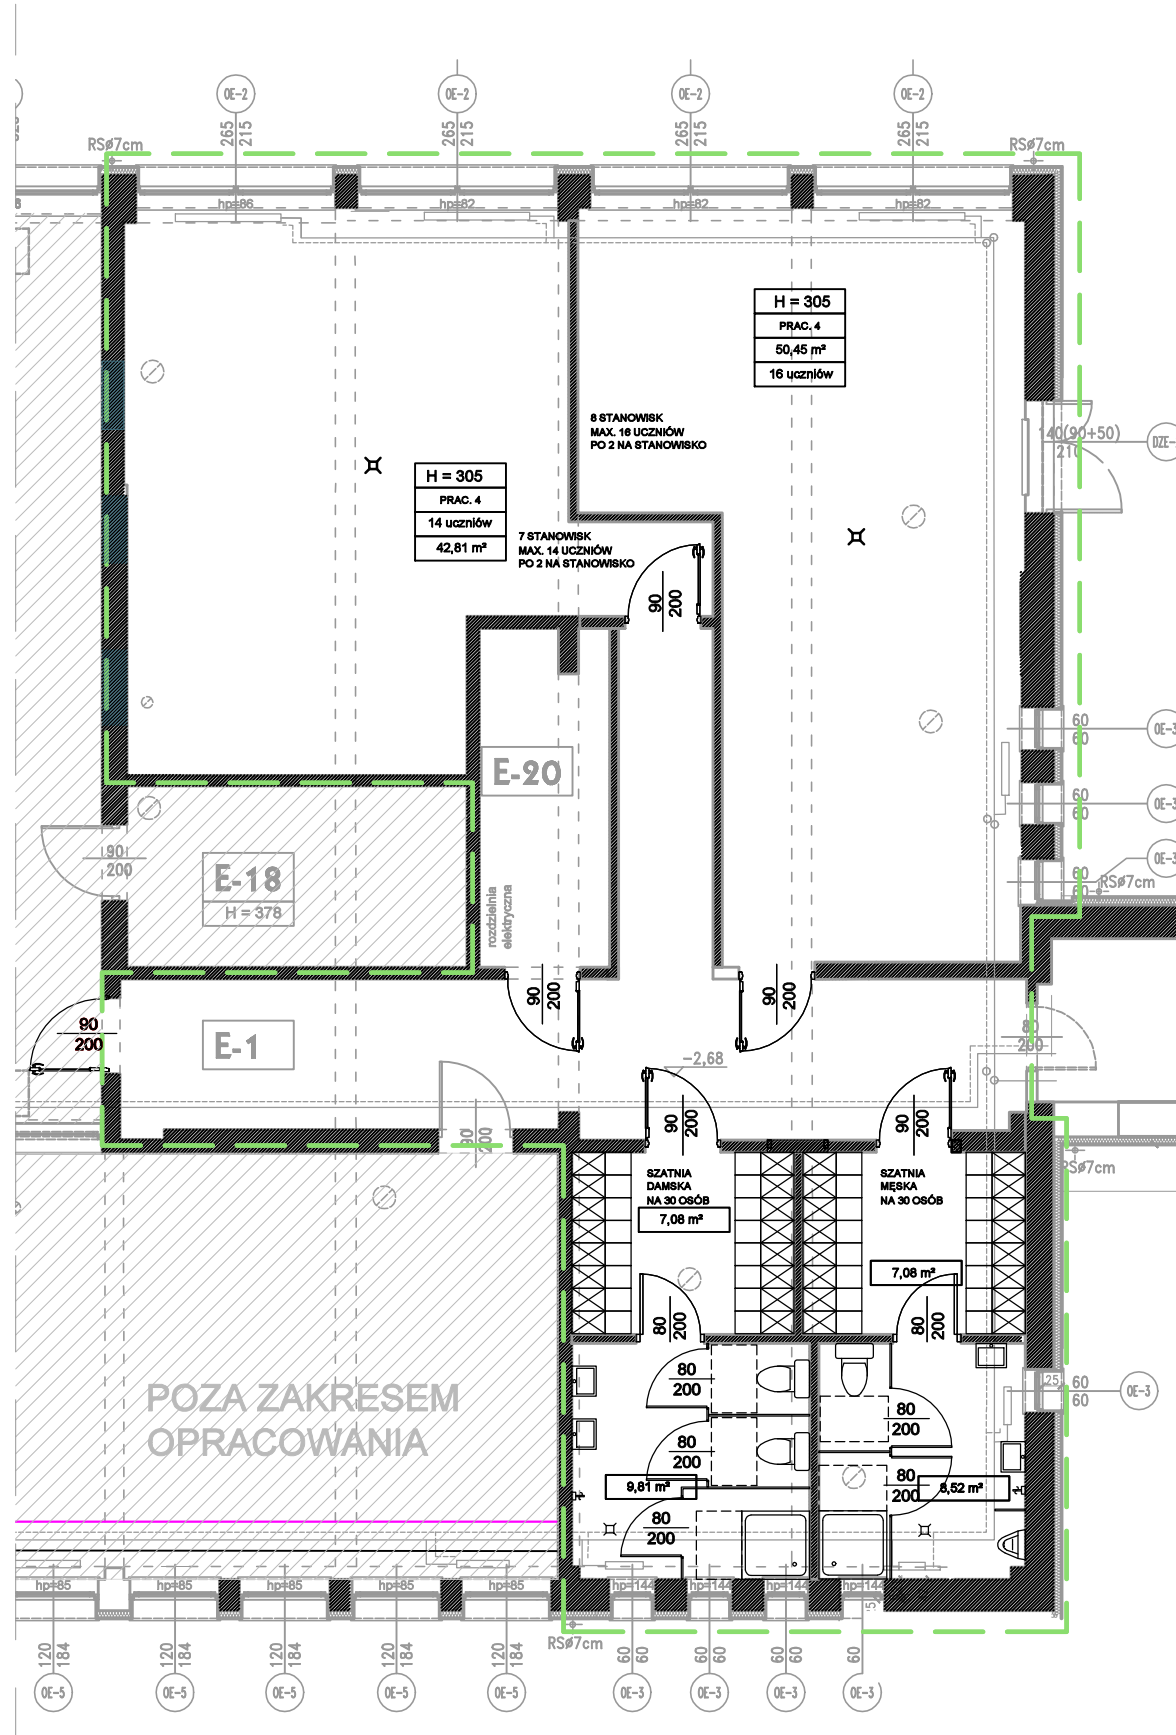 OE-2
OE-2
OE-2
OE-2
265
215
265
215
265
215
265
215
RSø7cm
RSø7cm
hp=86
hp=82
hp=82
hp=82
H = 305
PRAC. 4
50,45 m²
16 uczniów
8 STANOWISK
MAX. 16 UCZNIÓW
PO 2 NA STANOWISKO
140(90+50)
210
DZE-
H = 305
PRAC. 4
14 uczniów
42,81 m²
7 STANOWISK
MAX. 14 UCZNIÓW
PO 2 NA STANOWISKO
90
200
E-20
60
60
OE-3
60
60
OE-3
OE-3
60
60
RSø7cm
90
200
E-18
H = 378
rozdzielnia
elektryczna
90
200
90
200
90
200
E-1
80
200
-2,68
90
200
90
200
90
200
RSø7cm
SZATNIA
DAMSKA
NA 30 OSÓB
7,08 m²
SZATNIA
MĘSKA
NA 30 OSÓB
7,08 m²
80
200
80
200
80
200
POZA ZAKRESEM
OPRACOWANIA
80
200
80
200
80
200
80
200
9,81 m²
8,52 m²
25
60
60
OE-3
hp=85
hp=85
hp=85
hp=85
hp=85
hp=144
hp=144
hp=144
hp=144
RSø7cm
120
184
120
184
120
184
120
184
120
184
60
60
60
60
60
60
60
OE-5
OE-5
OE-5
OE-5
OE-5
OE-3
OE-3
OE-3
OE-3